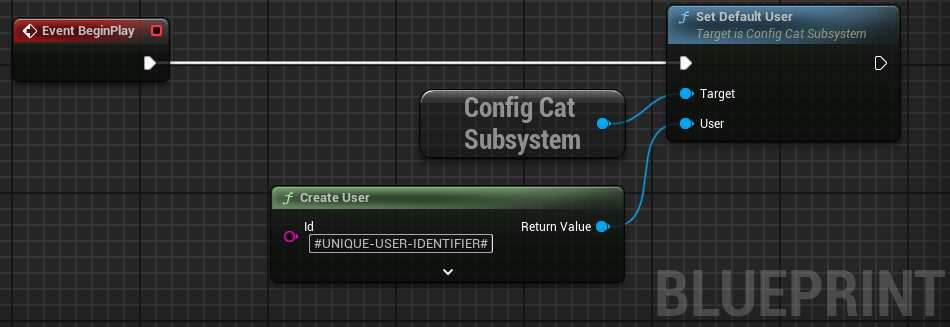 Event BeginPlay
f Set Default User
Target is Config Cat Subsystem
Target
User
Config Cat
Subsystem
f Create User
Id
#UNIQUE-USER-IDENTIFIER#
Return Value
BLUEPRINT